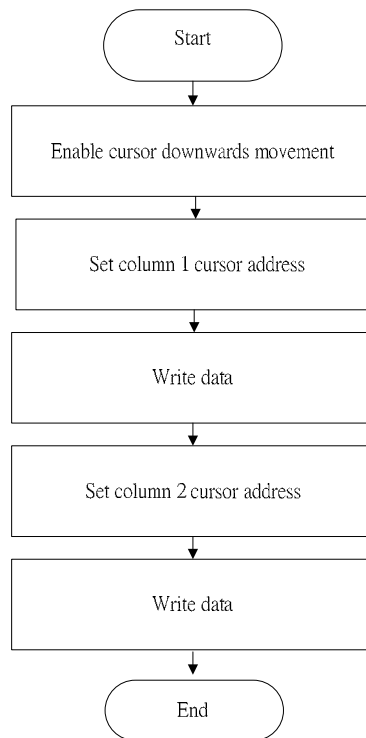 Start
Enable cursor downwards movement
Set column 1 cursor address
Write data
Set column 2 cursor address
Write data
End